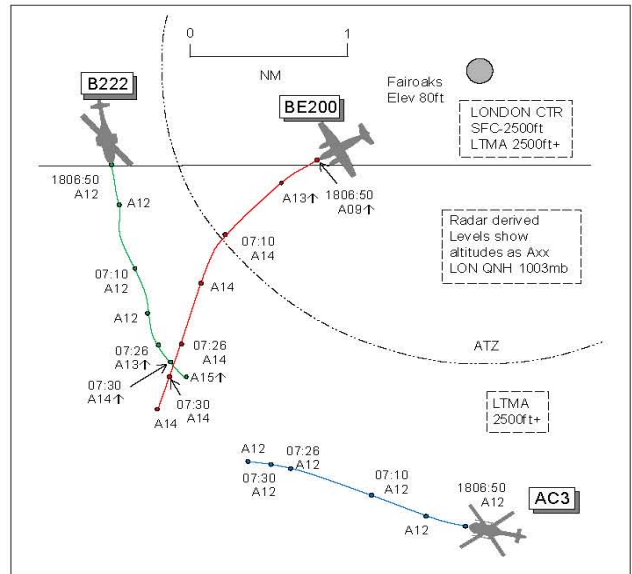 0
1
NM
B222
BE200
Fairoaks
Elev 80ft
LONDON CTR
SFC-2500ft
LTMA 2500ft+
1806:50
A12
A12
A13↑
1806:50
A09↑
Radar derived
Levels show
altitudes as Axx
LON QNH 1003mb
07:10
A14
07:10
A12
A14
A12
07:26
A13↑
07:26
A14
ATZ
07:30
A14↑
A15↑
07:30
A14
A14
LTMA
2500ft+
A12
07:26
A12
07:30
A12
07:10
A12
1806:50
A12
A12
AC3